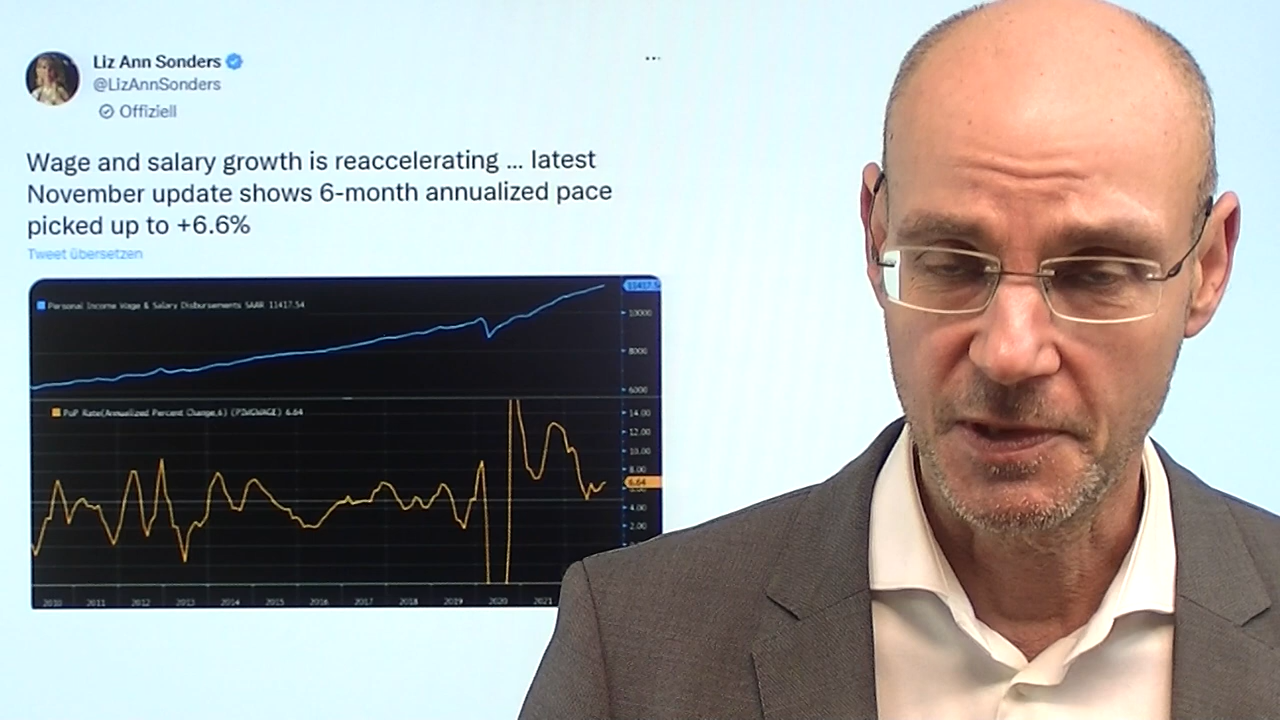 Liz Ann Sonders
@LizAnnSonders
Offiziell
Wage and salary growth is reaccelerating ... latest
November update shows 6-month annualized pace
picked up to +6.6%
Tweet übersetzen
Personal Income Wage & Salary Disbursements SAAR 11417.54
11417.54
10000
8000
6000
PoP Rate(Annualized Percent Change,6) (PIWGWAGE) 6.64
14.00
12.00
10.00
8.00
6.64
4.00
2.00
2010 2011 2012 2013 2014 2015 2016 2017 2018 2019 2020 2021